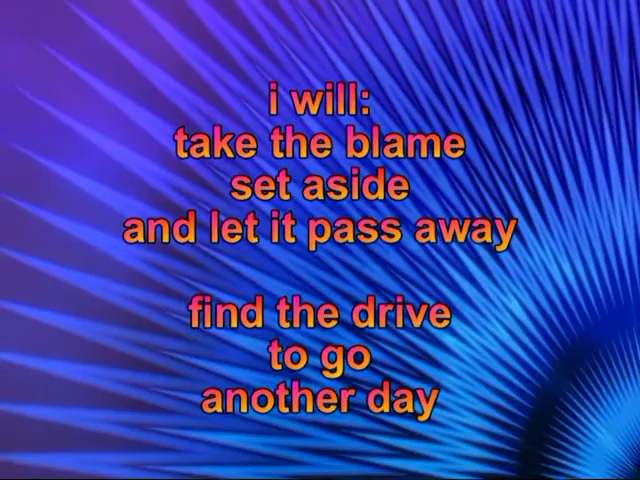 i will:
take the blame
set aside
and let it pass away
find the drive
to go
another day